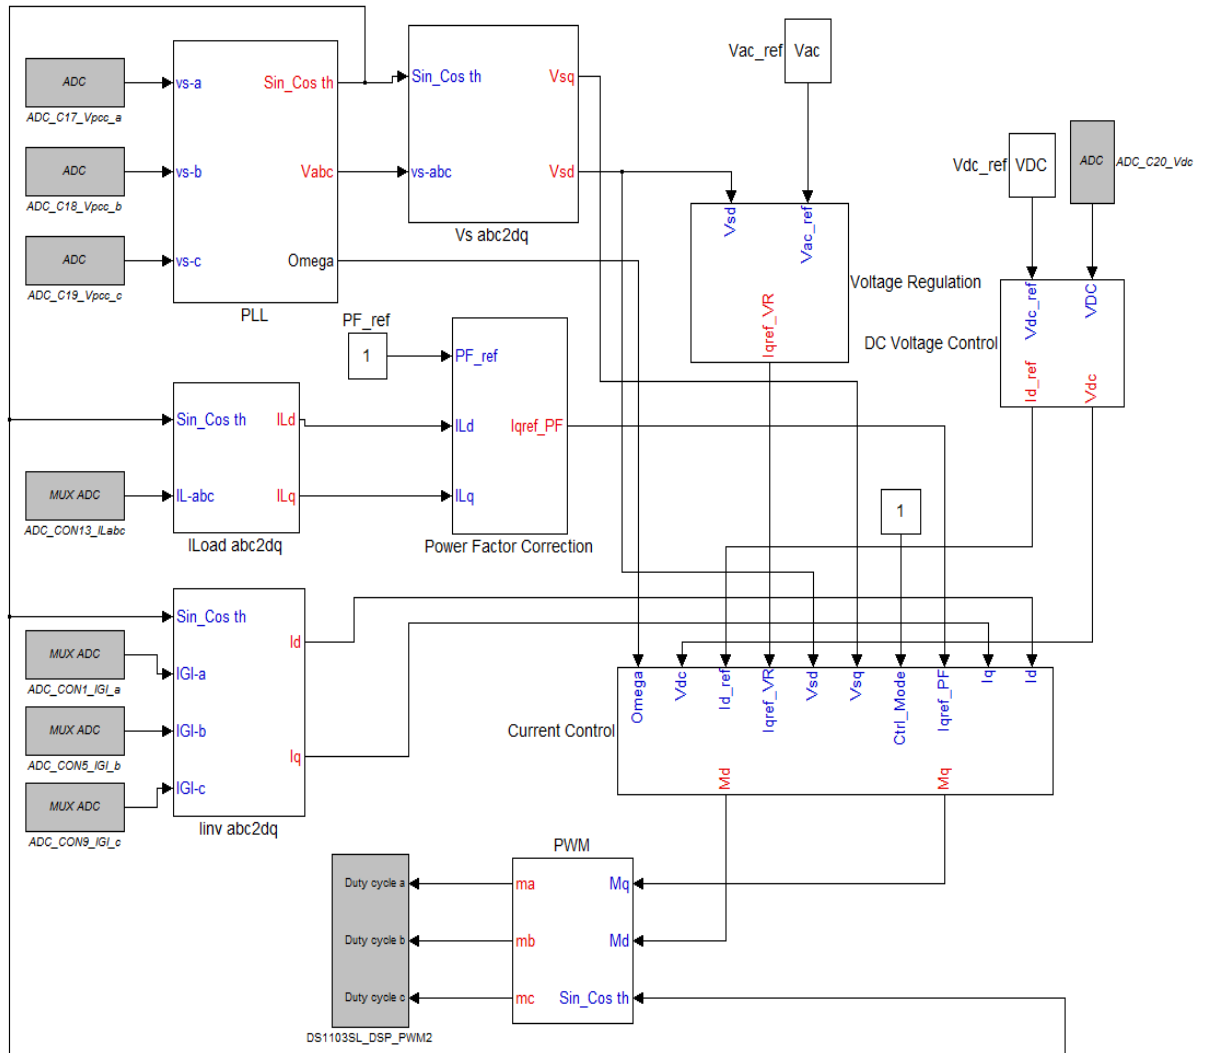 ADC
ADC_C17_Vpcc_a
ADC
ADC_C18_Vpcc_b
ADC
ADC_C19_Vpcc_c
vs-a
vs-b
vs-c
Sin_Cos th
Vabc
Omega
PLL
Sin_Cos th
vs-abc
Vsq
Vsd
Vs abc2dq
Vac_ref
Vac
Vsd
Vac_ref
Iqref_VR
Voltage Regulation
Vdc_ref
VDC
ADC
ADC_C20_Vdc
Vdc_ref
VDC
Id_ref
Vdc
DC Voltage Control
PF_ref
1
PF_ref
ILd
ILq
Iqref_PF
Power Factor Correction
MUX ADC
ADC_CON13_ILabc
Sin_Cos th
IL-abc
ILd
ILq
ILoad abc2dq
1
MUX ADC
ADC_CON1_IGI_a
MUX ADC
ADC_CON5_IGI_b
MUX ADC
ADC_CON9_IGI_c
Sin_Cos th
IGI-a
IGI-b
IGI-c
Id
Iq
Iinv abc2dq
Current Control
Omega
Vdc
Id_ref
Iqref_VR
Vsd
Vsq
Ctrl_Mode
Iqref_PF
Iq
Id
Md
Mq
PWM
ma
mb
mc
Mq
Md
Sin_Cos th
Duty cycle a
Duty cycle b
Duty cycle c
DS1103SL_DSP_PWM2